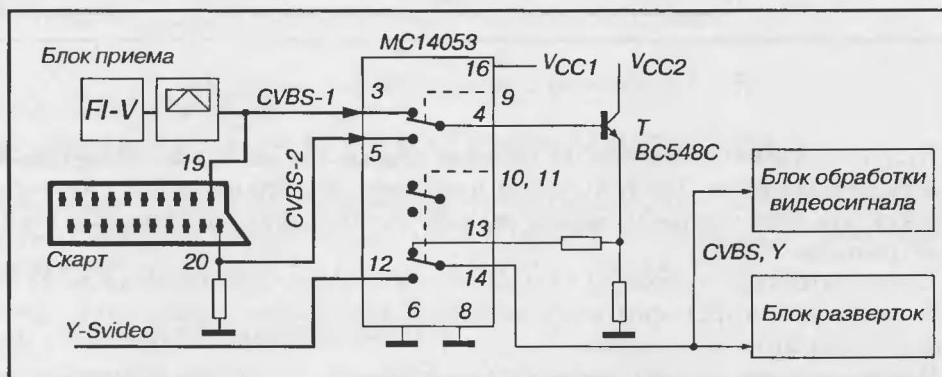 MC14053
Блок приема
16
VCC1
VCC2
FI-V
CVBS-1
3
9
4
T
BC548C
19
5
CVBS-2
10, 11
Блок обработки
видеосигнала
13
CVBS, Y
Скарт
20
12
14
Y-Svideo
6
8
Блок разверток